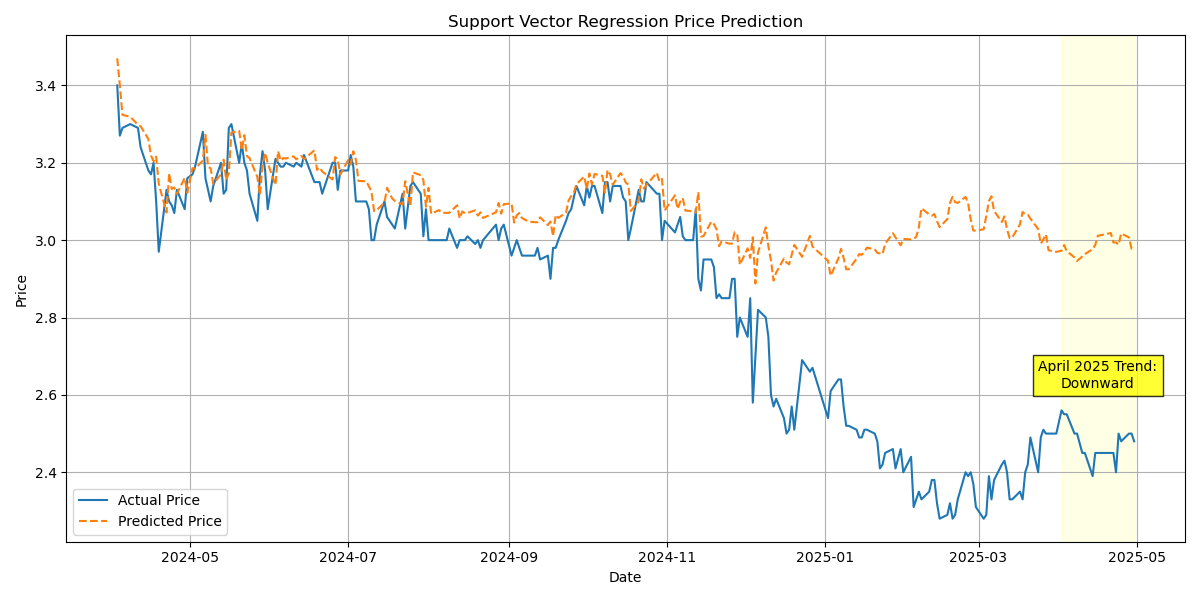 Support Vector Regression Price Prediction
Price
3.4
3.2
3.0
2.8
2.6
2.4
April 2025 Trend:
Downward
Actual Price
Predicted Price
2024-05
2024-07
2024-09
2024-11
2025-01
2025-03
2025-05
Date